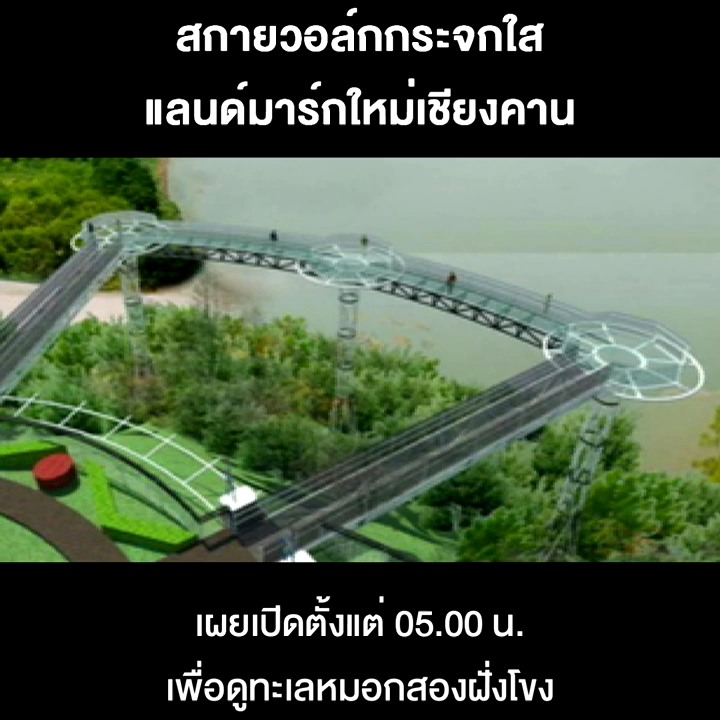 สกายวอล์กกระจกใส
แลนด์มาร์กใหม่เชียงคาน
เผยเปิดตั้งแต่ 05.00 น.
เพื่อดูทะเลหมอกสองฝั่งโขง